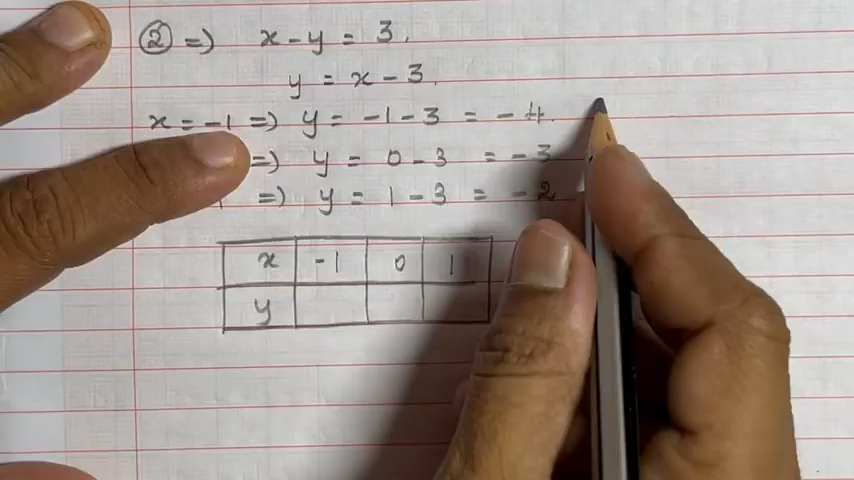 ② => x - y = 3.
y = x - 3.
x = -1 => y = -1 - 3 = -4.
=> y = 0 - 3 = -3
=> y = 1 - 3 = -2
x -1 0 1
y